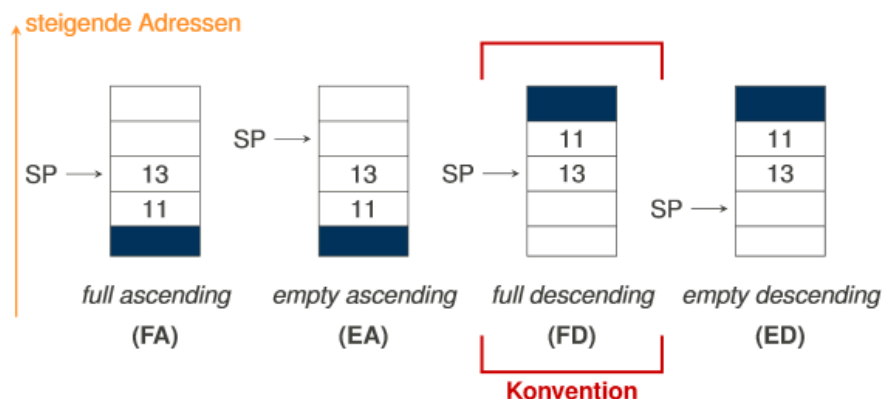 steigende Adressen
SP
13
11
full ascending
(FA)
SP
13
11
empty ascending
(EA)
SP
11
13
full descending
(FD)
Konvention
SP
11
13
empty descending
(ED)